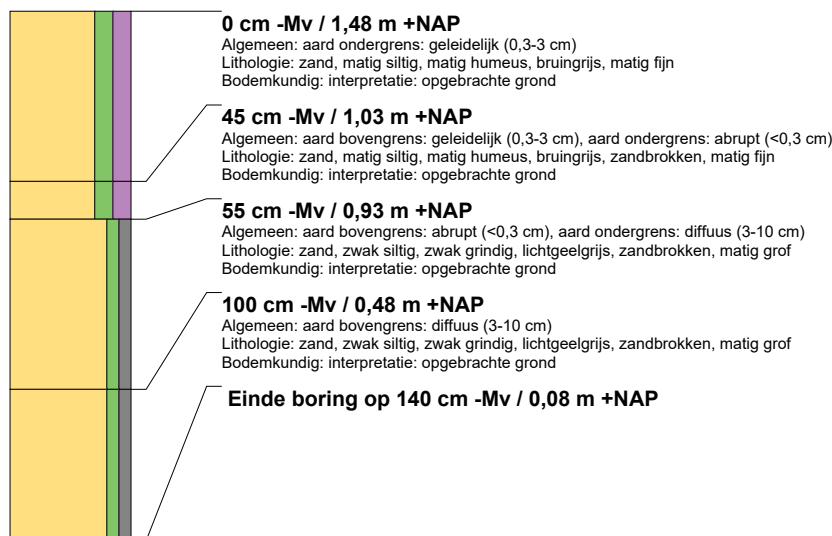 0 cm -Mv / 1,48 m +NAP
Algemeen: aard ondergrens: geleidelijk (0,3-3 cm)
Lithologie: zand, matig siltig, matig humeus, bruingrijs, matig fijn
Bodemkundig: interpretatie: opgebrachte grond
45 cm -Mv / 1,03 m +NAP
Algemeen: aard bovengrens: geleidelijk (0,3-3 cm), aard ondergrens: abrupt (<0,3 cm)
Lithologie: zand, matig siltig, matig humeus, bruingrijs, zandbrokken, matig fijn
Bodemkundig: interpretatie: opgebrachte grond
55 cm -Mv / 0,93 m +NAP
Algemeen: aard bovengrens: abrupt (<0,3 cm), aard ondergrens: diffuus (3-10 cm)
Lithologie: zand, zwak siltig, zwak grindig, lichtgeelgrijs, zandbrokken, matig grof
Bodemkundig: interpretatie: opgebrachte grond
100 cm -Mv / 0,48 m +NAP
Algemeen: aard bovengrens: diffuus (3-10 cm)
Lithologie: zand, zwak siltig, zwak grindig, lichtgeelgrijs, zandbrokken, matig grof
Bodemkundig: interpretatie: opgebrachte grond
Einde boring op 140 cm -Mv / 0,08 m +NAP